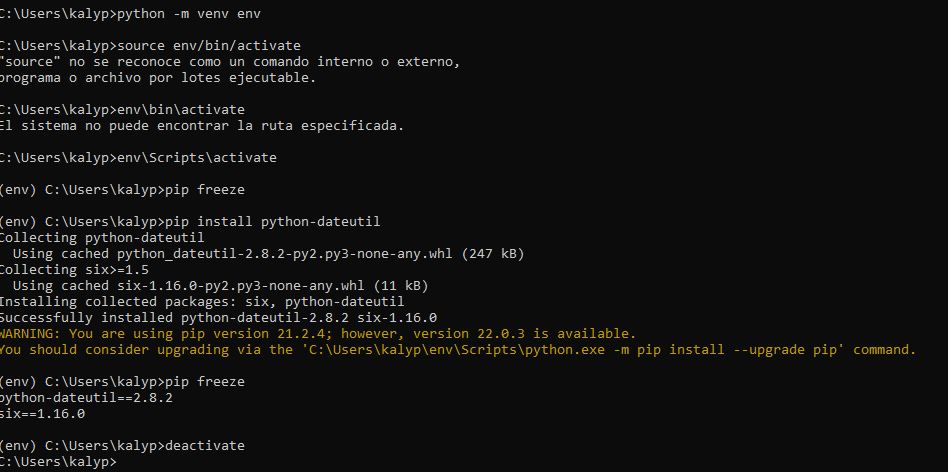 C:\Users\kalyp>python -m venv env
C:\Users\kalyp>source env/bin/activate
"source" no se reconoce como un comando interno o externo,
programa o archivo por lotes ejecutable.
C:\Users\kalyp>env\bin\activate
El sistema no puede encontrar la ruta especificada.
C:\Users\kalyp>env\Scripts\activate
(env) C:\Users\kalyp>pip freeze
(env) C:\Users\kalyp>pip install python-dateutil
Collecting python-dateutil
  Using cached python_dateutil-2.8.2-py2.py3-none-any.whl (247 kB)
Collecting six>=1.5
  Using cached six-1.16.0-py2.py3-none-any.whl (11 kB)
Installing collected packages: six, python-dateutil
Successfully installed python-dateutil-2.8.2 six-1.16.0
WARNING: You are using pip version 21.2.4; however, version 22.0.3 is available.
You should consider upgrading via the 'C:\Users\kalyp\env\Scripts\python.exe -m pip install --upgrade pip' command.
(env) C:\Users\kalyp>pip freeze
python-dateutil==2.8.2
six==1.16.0
(env) C:\Users\kalyp>deactivate
C:\Users\kalyp>